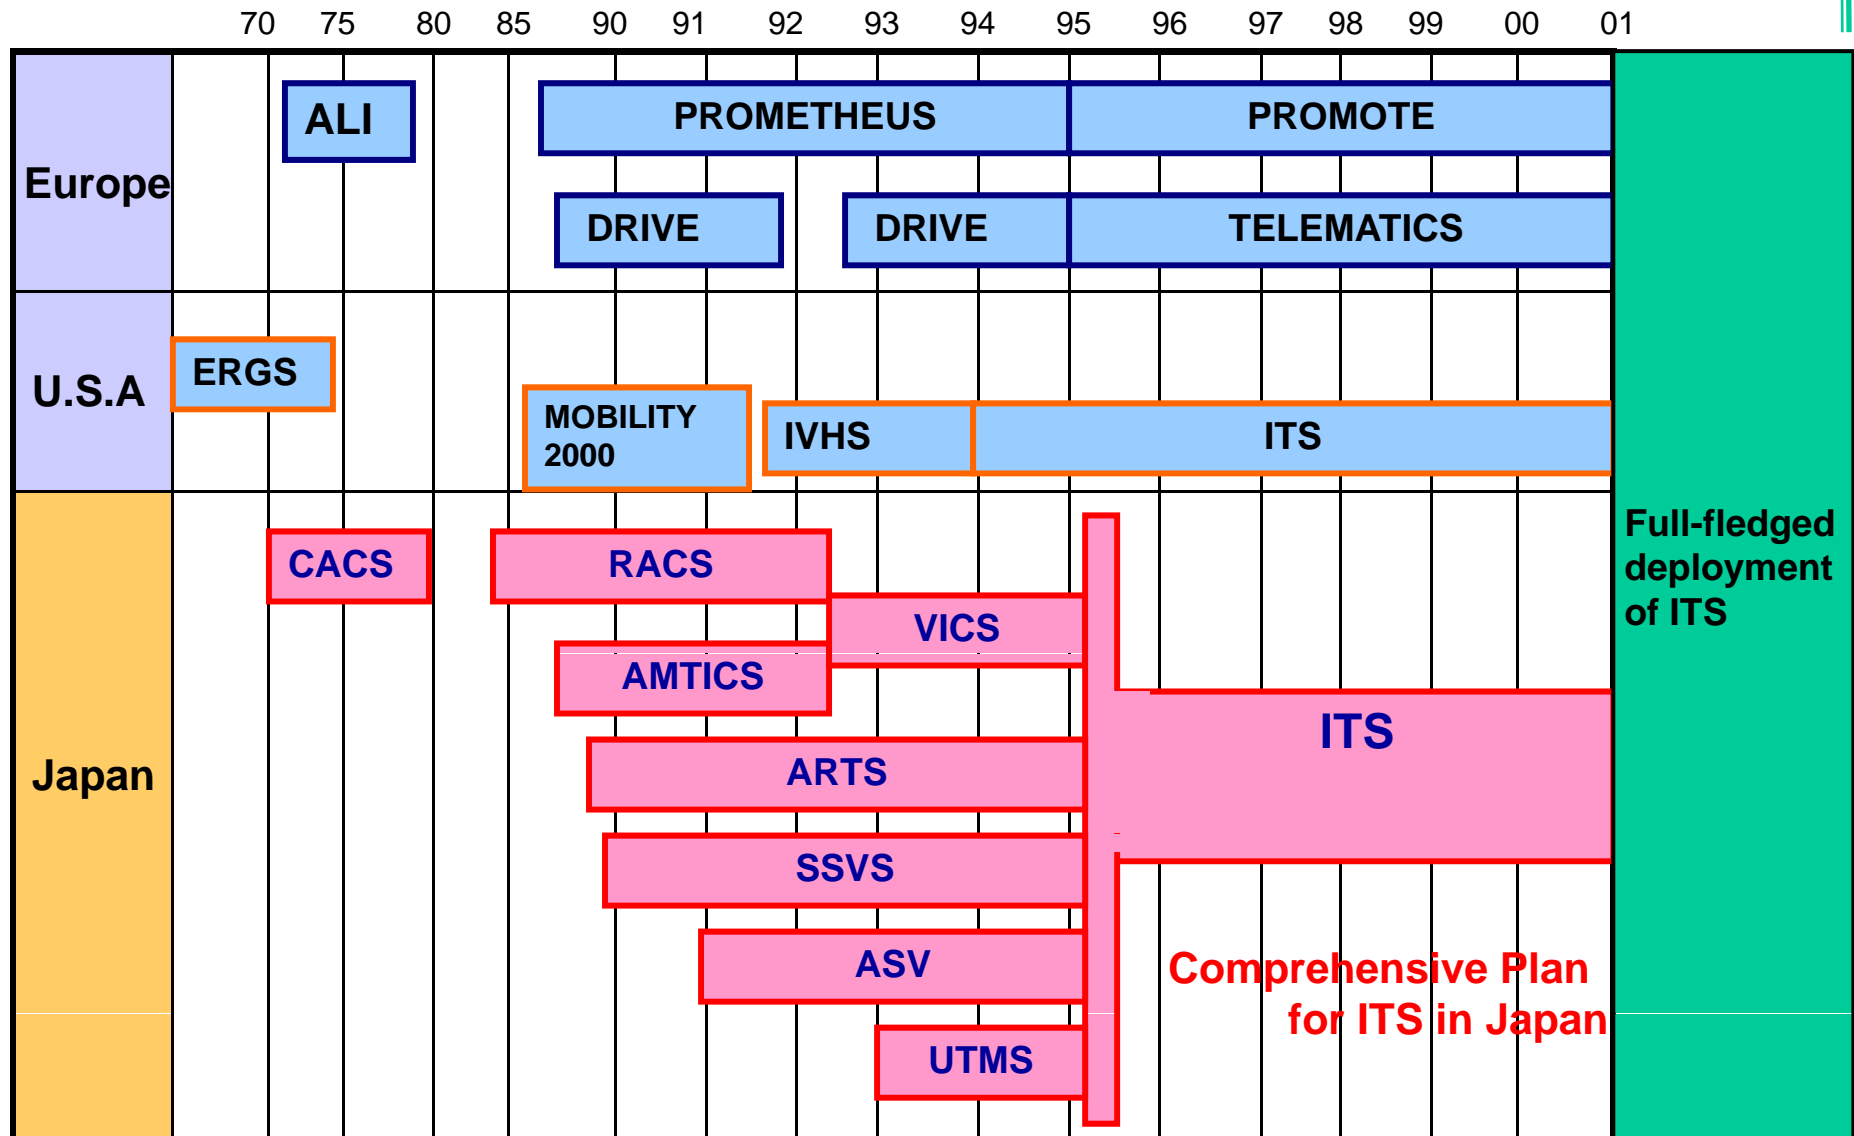 70 75 80 85 90 91 92 93 94 95 96 97 98 99 00 01
Europe
ALI
PROMETHEUS
PROMOTE
DRIVE
DRIVE
TELEMATICS
U.S.A
ERGS
MOBILITY
2000
IVHS
ITS
Japan
CACS
RACS
VICS
AMTICS
ARTS
SSVS
ASV
UTMS
ITS
Comprehensive Plan
for ITS in Japan
Full-fledged
deployment
of ITS